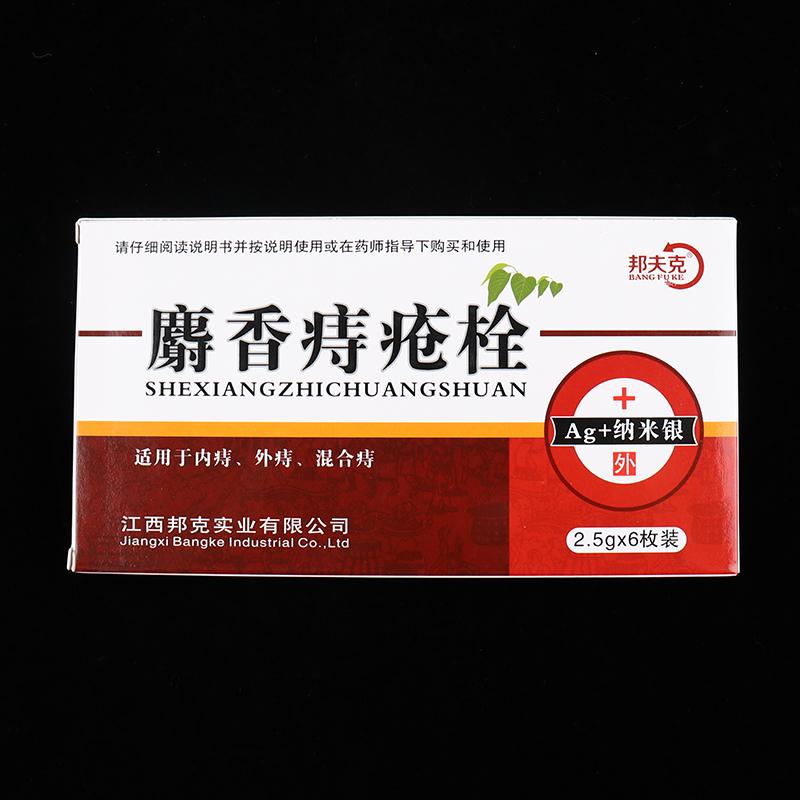 请仔细阅读说明书并按说明使用或在药师指导下购买和使用
邦夫克®
BANG FU KE
麝香痔疮栓
SHEXIANGZHICHUANGSHUAN
+
Ag+纳米银
外
适用于内痔、外痔、混合痔
江西邦克实业有限公司
Jiangxi Bangke Industrial Co.,Ltd
2.5gx6枚装